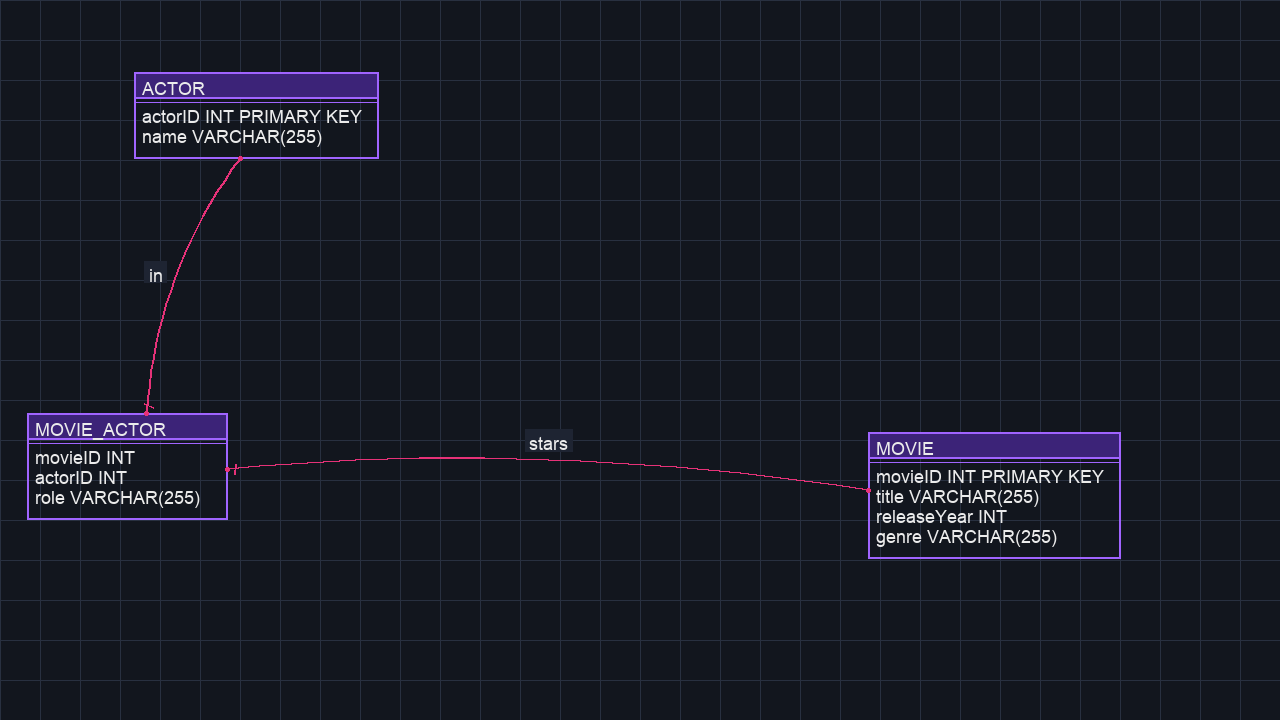 ACTOR
actorID INT PRIMARY KEY
name VARCHAR(255)
in
MOVIE_ACTOR
movieID INT
actorID INT
role VARCHAR(255)
stars
MOVIE
movieID INT PRIMARY KEY
title VARCHAR(255)
releaseYear INT
genre VARCHAR(255)